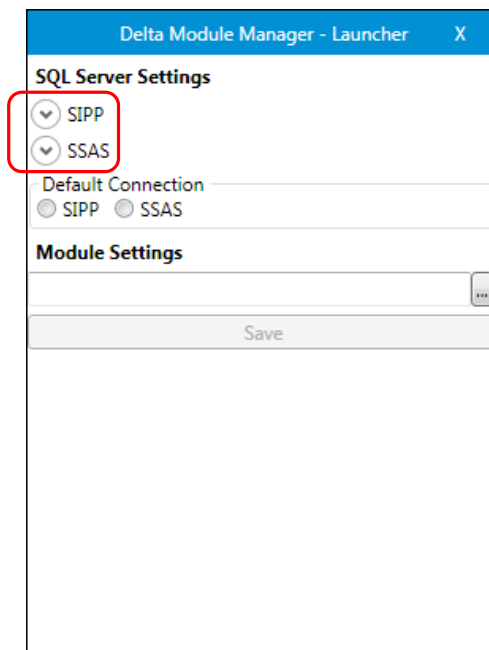 Delta Module Manager - Launcher X
SQL Server Settings
SIPP
SSAS
Default Connection
SIPP SSAS
Module Settings
...
Save